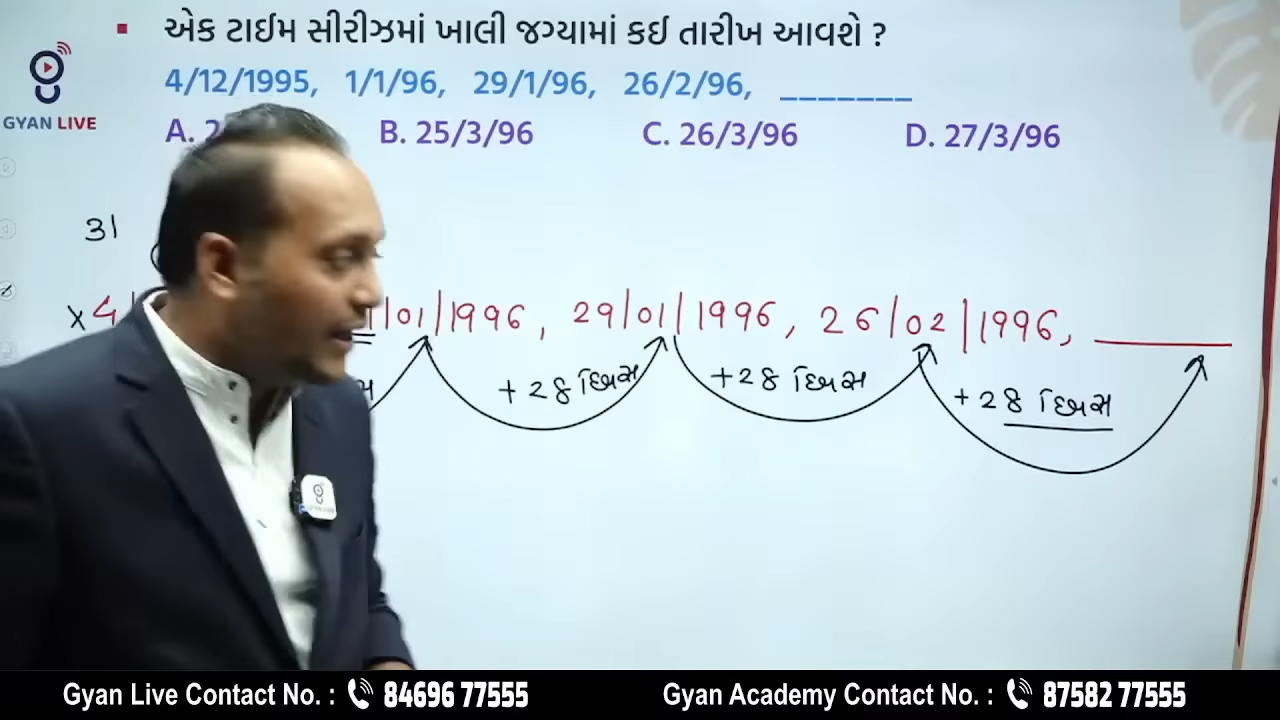 એક ટાઈમ સીરીઝમાં ખાલી જગ્યામાં કઈ તારીખ આવશે ?
GYAN LIVE
4/12/1995, 1/1/96, 29/1/96, 26/2/96, _______
A. 2 B. 25/3/96 C. 26/3/96 D. 27/3/96
31
x 4/ 1/01/1996, 29/01/1996, 26/02/1996, ______
+28 દિવસ +28 દિવસ +28 દિવસ
Gyan Live Contact No. : 84696 77555 Gyan Academy Contact No. : 87582 77555